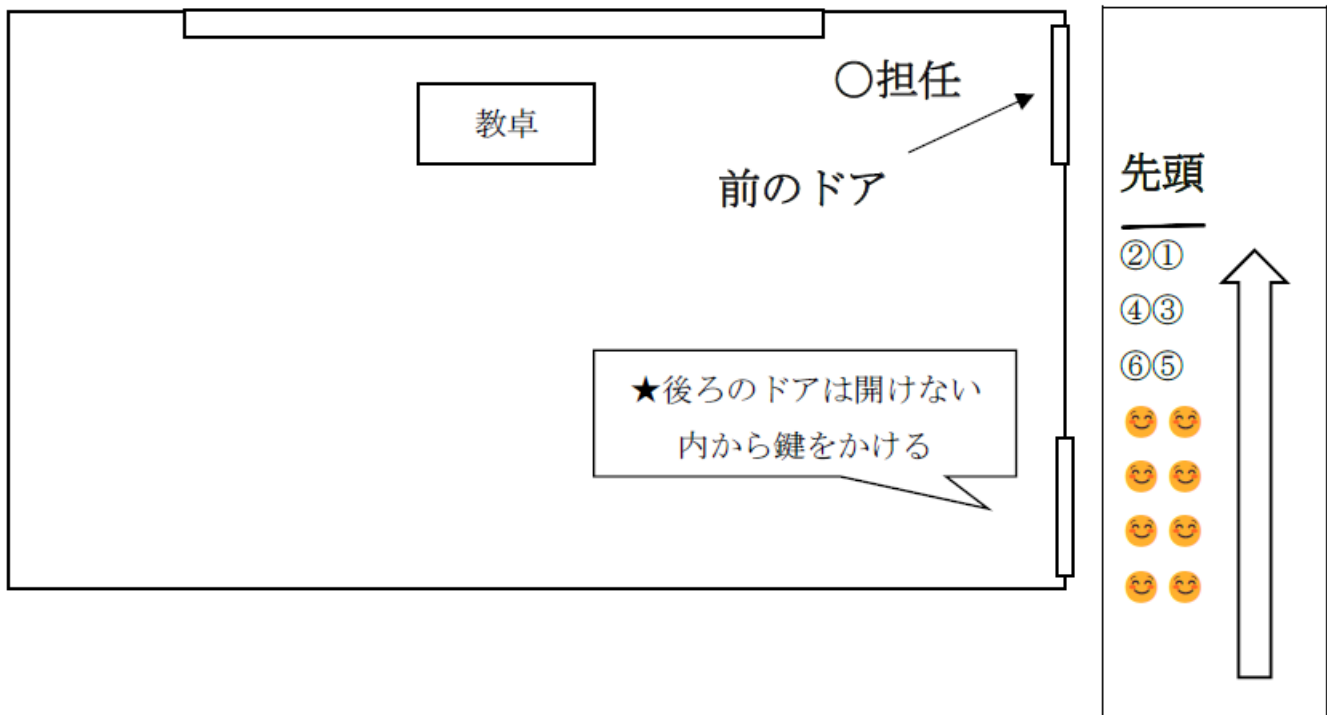 教卓
〇担任
前のドア
★後ろのドアは開けない
内から鍵をかける
先頭
②①
④③
⑥⑤